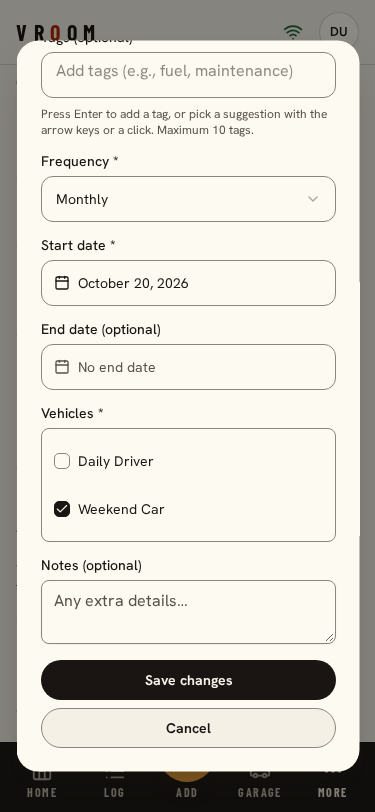 VROOM
DU
Tags (optional)
Add tags (e.g., fuel, maintenance)
Press Enter to add a tag, or pick a suggestion with the
arrow keys or a click. Maximum 10 tags.
Frequency *
Monthly
Start date *
October 20, 2026
End date (optional)
No end date
Vehicles *
Daily Driver
Weekend Car
Notes (optional)
Any extra details...
Save changes
Cancel
HOME
LOG
ADD
GARAGE
MORE